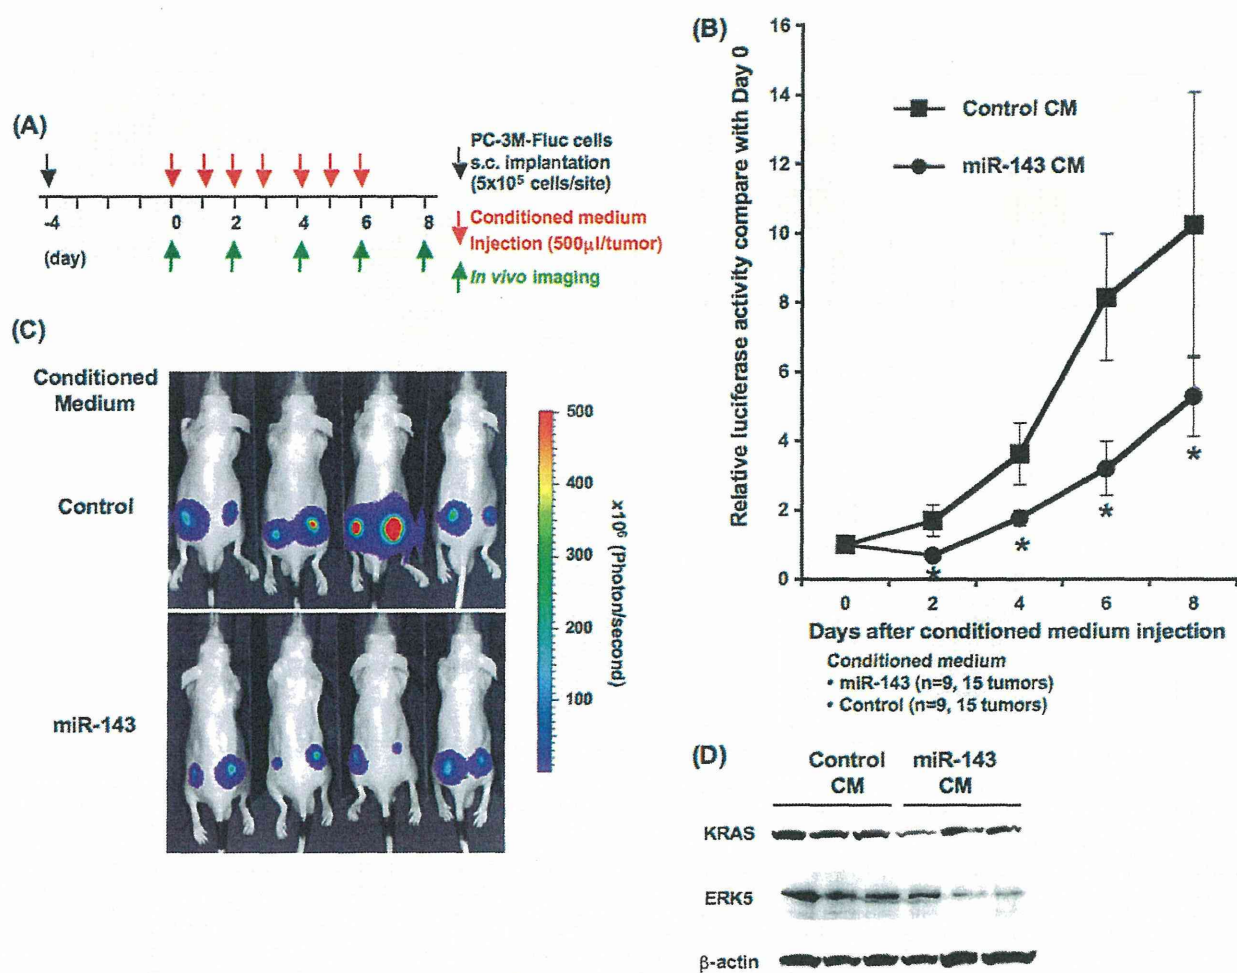 (A)
PC-3M-Fluc cells
s.c. implantation
(5x10⁵ cells/site)
-4 0 2 4 6 8
(day)
Conditioned medium
Injection (500μl/tumor)
In vivo imaging
(B)
Relative luciferase activity compare with Day 0
16
14
12
10
8
6
4
2
0
Control CM
miR-143 CM
* * * *
0 2 4 6 8
Days after conditioned medium injection
Conditioned medium
• miR-143 (n=9, 15 tumors)
• Control (n=9, 15 tumors)
(C)
Conditioned
Medium
Control
miR-143
500
400
300
200
100
x10⁶ (Photon/second)
(D)
Control CM
miR-143 CM
KRAS
ERK5
β-actin